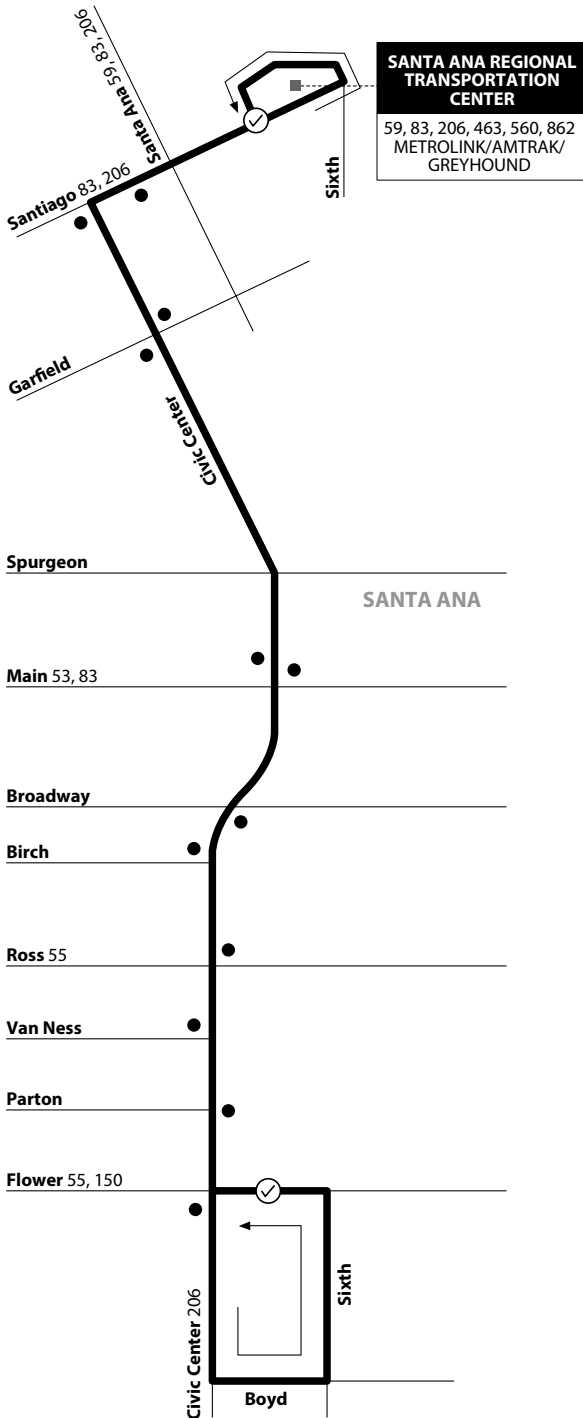 Santa Ana 59, 83, 206
SANTA ANA REGIONAL
TRANSPORTATION
CENTER
59, 83, 206, 463, 560, 862
METROLINK/AMTRAK/
GREYHOUND
Sixth
Santiago 83, 206
Garfield
Civic Center
Spurgeon
SANTA ANA
Main 53, 83
Broadway
Birch
Ross 55
Van Ness
Parton
Flower 55, 150
Sixth
Civic Center 206
Boyd